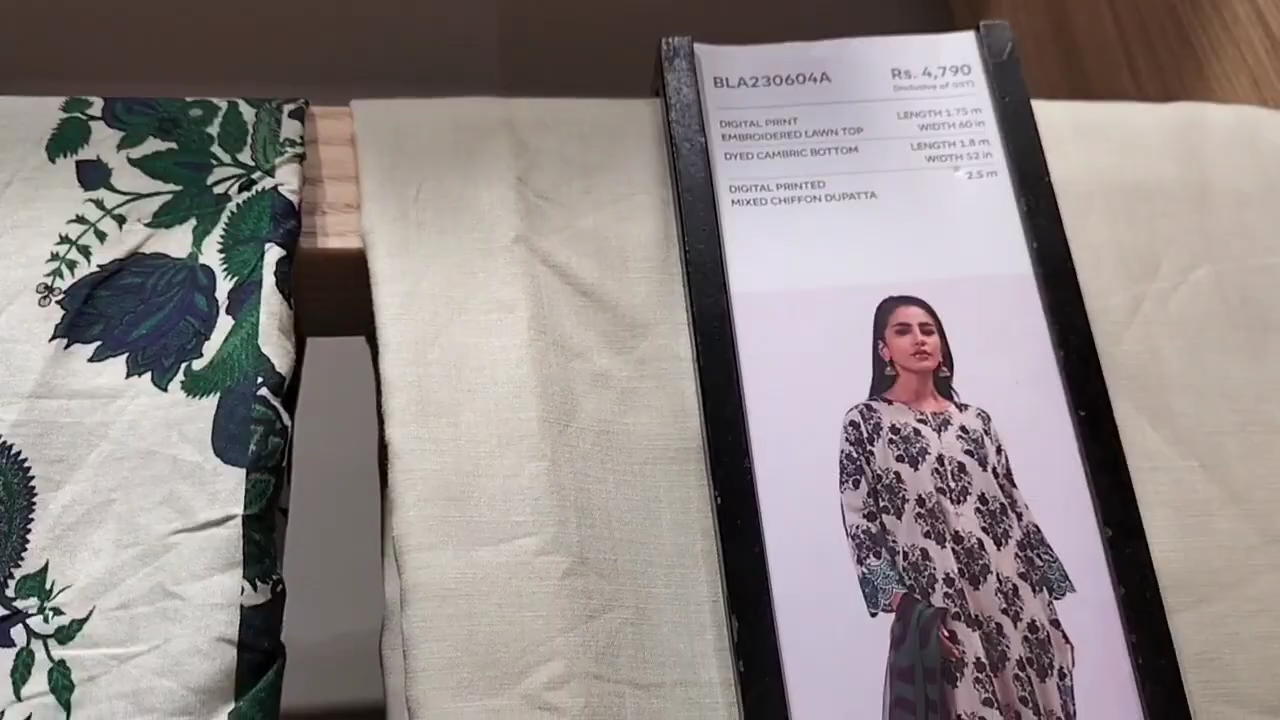 BLA230604A Rs. 4,790
(Inclusive of GST)
DIGITAL PRINT LENGTH 1.75 m
EMBROIDERED LAWN TOP WIDTH 60 in
DYED CAMBRIC BOTTOM LENGTH 1.8 m
WIDTH 52 in
DIGITAL PRINTED 2.5 m
MIXED CHIFFON DUPATTA